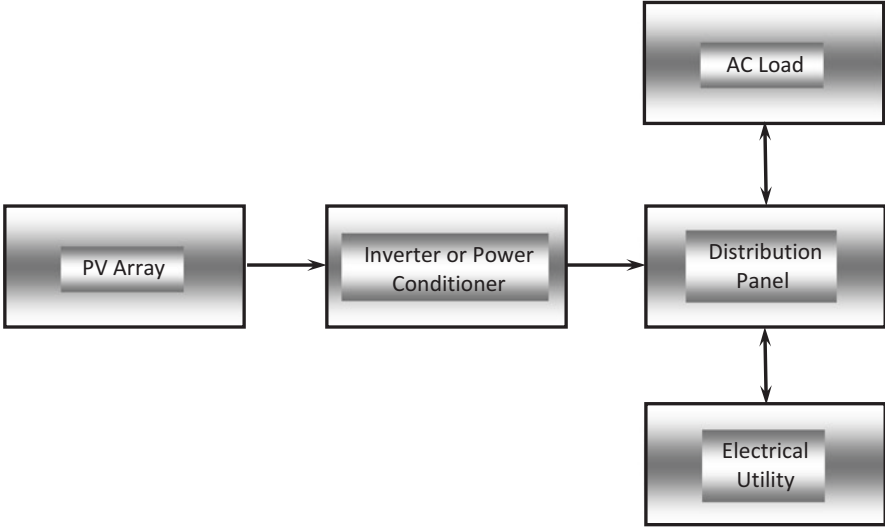 AC Load
PV Array
Inverter or Power
Conditioner
Distribution
Panel
Electrical
Utility